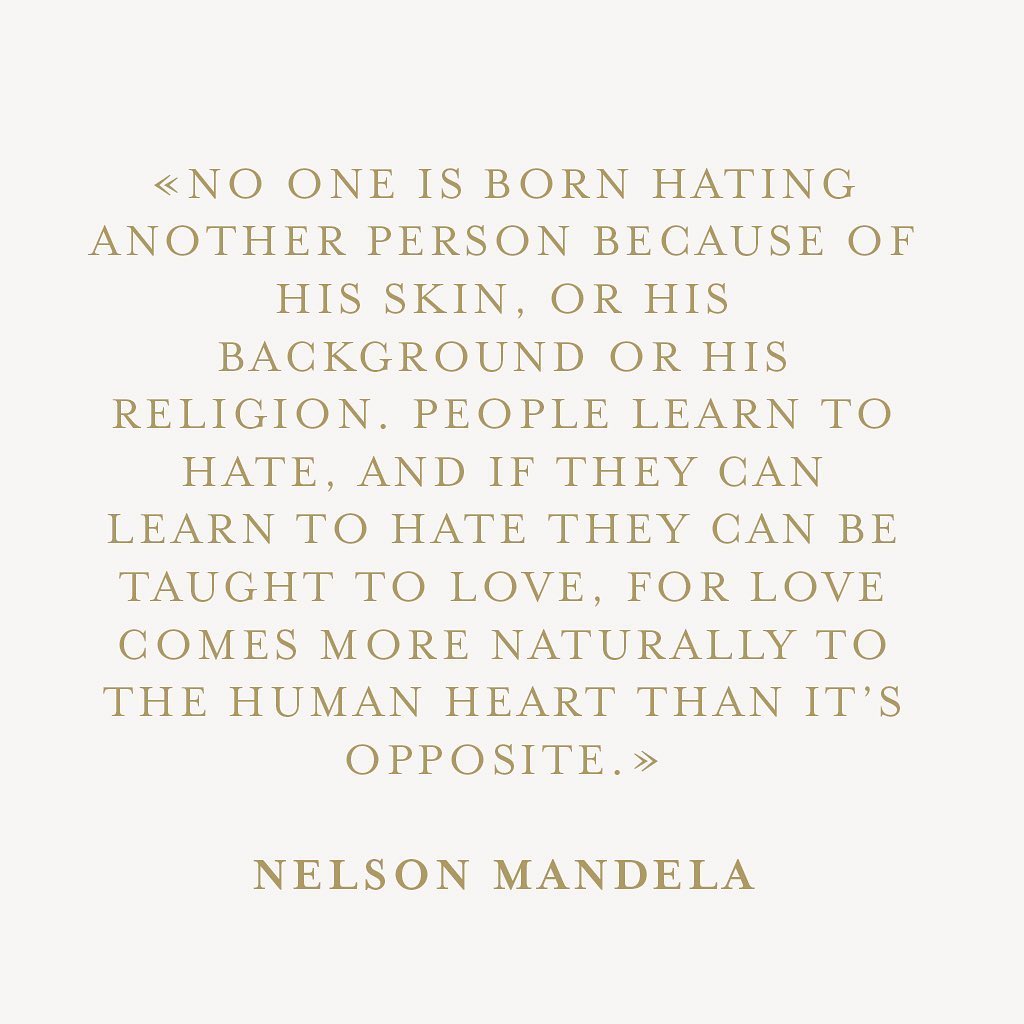 «NO ONE IS BORN HATING
ANOTHER PERSON BECAUSE OF
HIS SKIN, OR HIS
BACKGROUND OR HIS
RELIGION. PEOPLE LEARN TO
HATE, AND IF THEY CAN
LEARN TO HATE THEY CAN BE
TAUGHT TO LOVE, FOR LOVE
COMES MORE NATURALLY TO
THE HUMAN HEART THAN IT’S
OPPOSITE.»
NELSON MANDELA